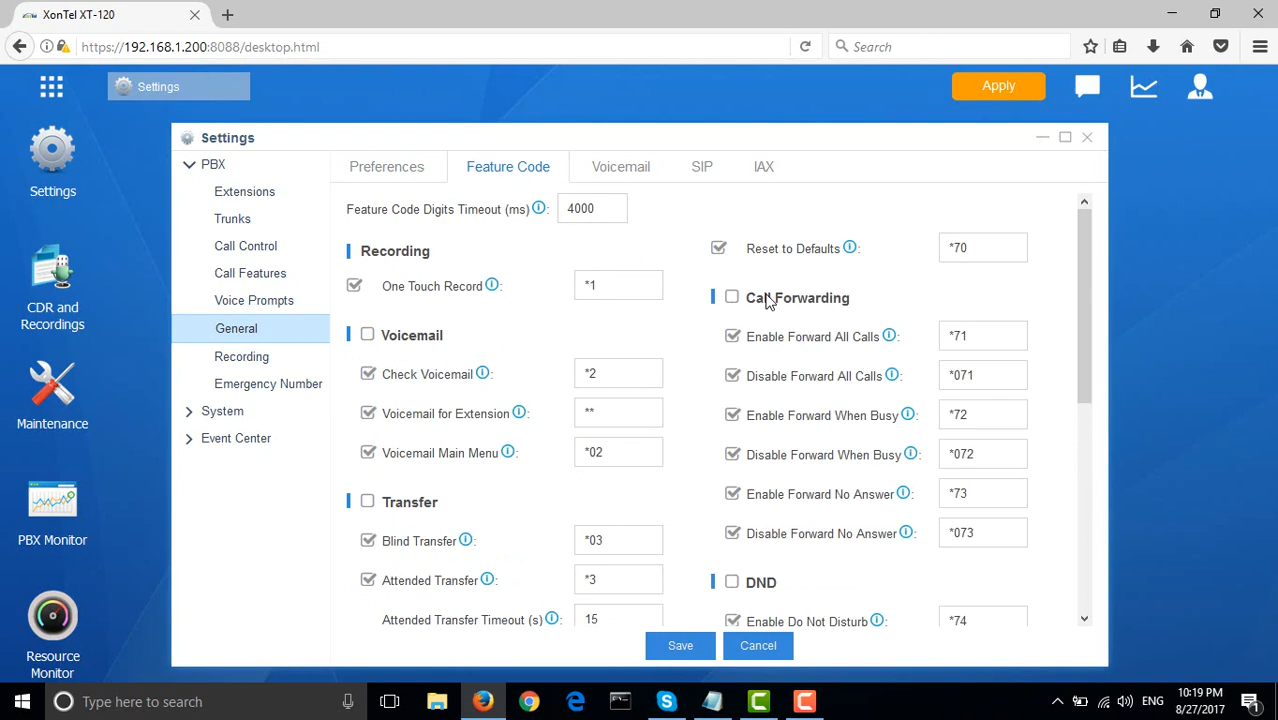 XonTel XT-120
https://192.168.1.200:8088/desktop.html
Search
Settings
Apply
Settings
CDR and
Recordings
Maintenance
PBX Monitor
Resource
Monitor
Settings
PBX
Extensions
Trunks
Call Control
Call Features
Voice Prompts
General
Recording
Emergency Number
System
Event Center
Preferences
Feature Code
Voicemail
SIP
IAX
Feature Code Digits Timeout (ms) : 4000
Recording
One Touch Record : *1
Voicemail
Check Voicemail : *2
Voicemail for Extension : **
Voicemail Main Menu : *02
Transfer
Blind Transfer : *03
Attended Transfer : *3
Attended Transfer Timeout (s) : 15
Reset to Defaults : *70
Call Forwarding
Enable Forward All Calls : *71
Disable Forward All Calls : *071
Enable Forward When Busy : *72
Disable Forward When Busy : *072
Enable Forward No Answer : *73
Disable Forward No Answer : *073
DND
Enable Do Not Disturb : *74
Save
Cancel
Type here to search
ENG
10:19 PM
8/27/2017
1